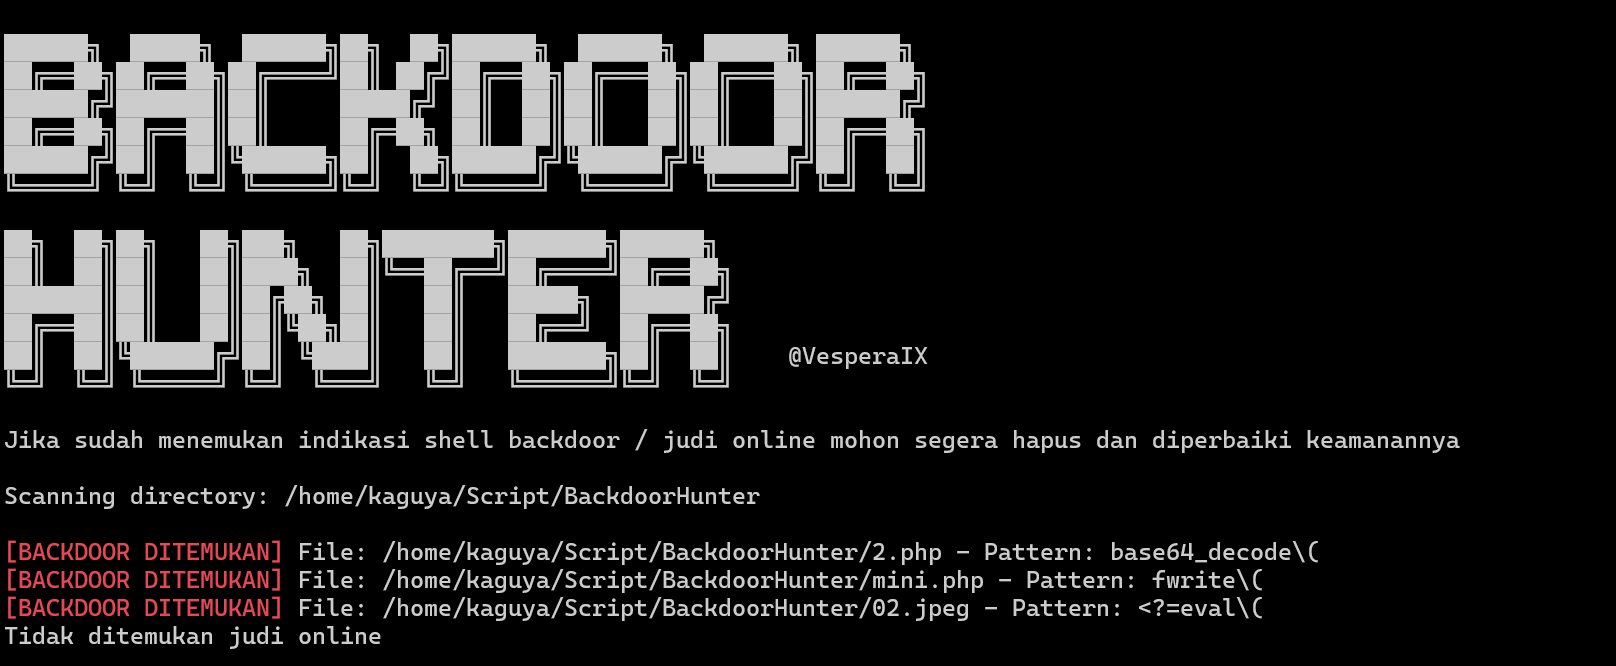 BACKDOOR
HUNTER
@VesperaIX
Jika sudah menemukan indikasi shell backdoor / judi online mohon segera hapus dan diperbaiki keamanannya
Scanning directory: /home/kaguya/Script/BackdoorHunter
[BACKDOOR DITEMUKAN] File: /home/kaguya/Script/BackdoorHunter/2.php - Pattern: base64_decode\(
[BACKDOOR DITEMUKAN] File: /home/kaguya/Script/BackdoorHunter/mini.php - Pattern: fwrite\(
[BACKDOOR DITEMUKAN] File: /home/kaguya/Script/BackdoorHunter/02.jpeg - Pattern: <?=eval\(
Tidak ditemukan judi online